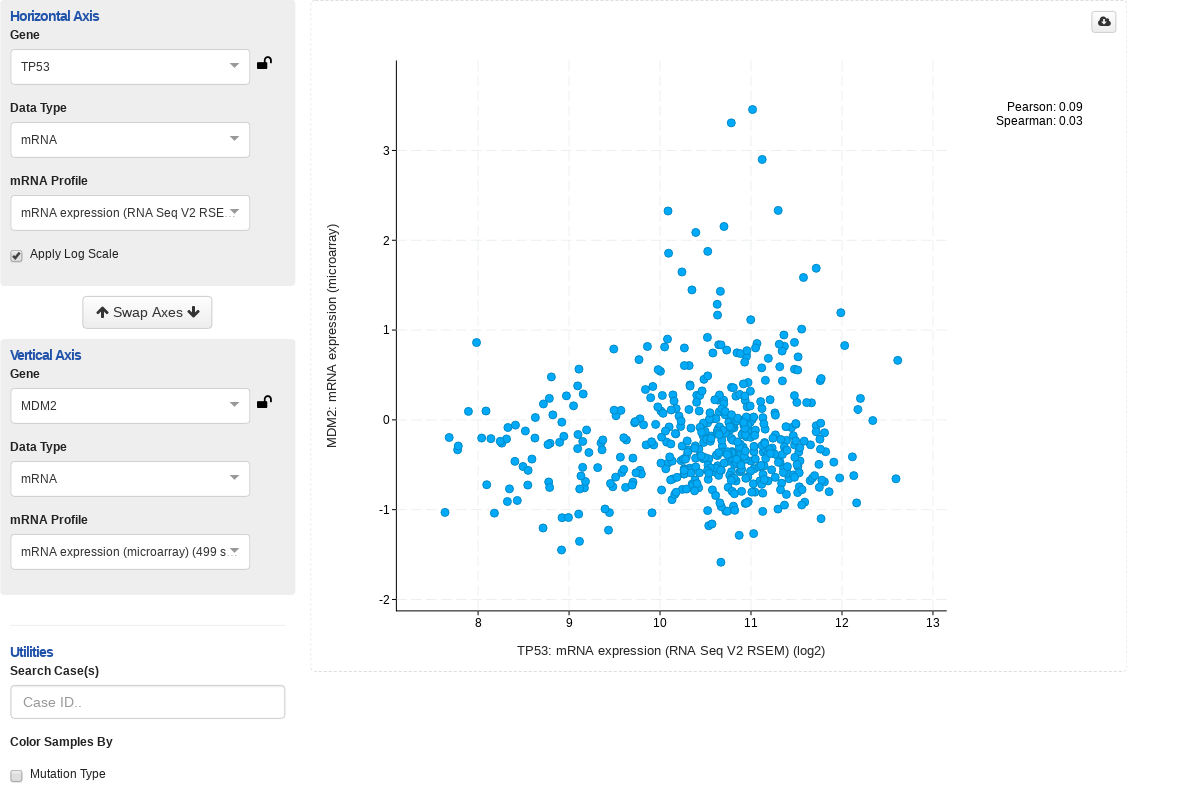 Horizontal Axis
Gene
TP53
Data Type
mRNA
mRNA Profile
mRNA expression (RNA Seq V2 RSE...
Apply Log Scale
Swap Axes
Vertical Axis
Gene
MDM2
Data Type
mRNA
mRNA Profile
mRNA expression (microarray) (499 s...
Utilities
Search Case(s)
Case ID..
Color Samples By
Mutation Type
Pearson: 0.09
Spearman: 0.03
MDM2: mRNA expression (microarray)
3
2
1
0
-1
-2
8 9 10 11 12 13
TP53: mRNA expression (RNA Seq V2 RSEM) (log2)